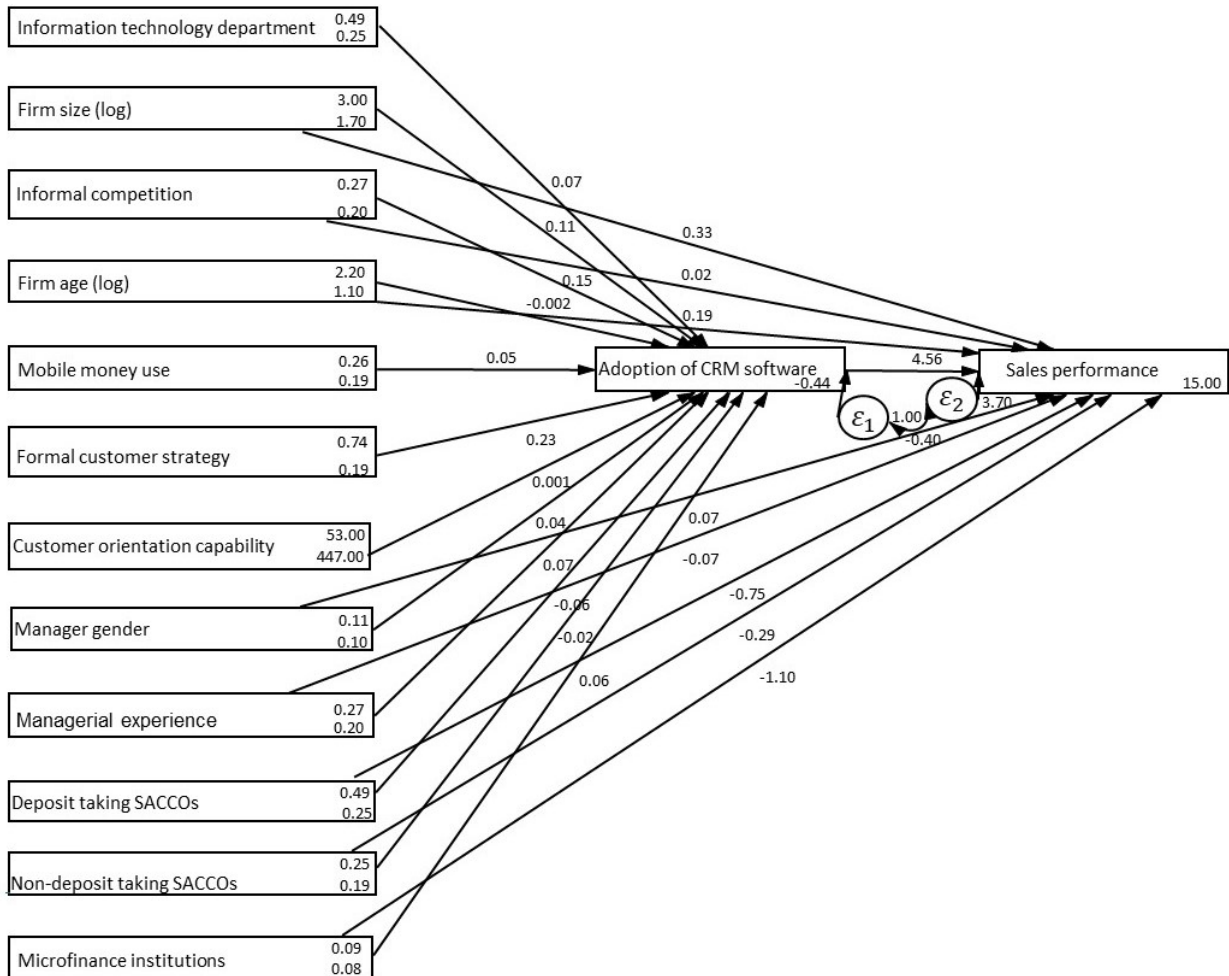 Information technology department 0.49
0.25
Firm size (log) 3.00
1.70
Informal competition 0.27
0.20
Firm age (log) 2.20
1.10
Mobile money use 0.26
0.19
Formal customer strategy 0.74
0.19
Customer orientation capability 53.00
447.00
Manager gender 0.11
0.10
Managerial experience 0.27
0.20
Deposit taking SACCOs 0.49
0.25
Non-deposit taking SACCOs 0.25
0.19
Microfinance institutions 0.09
0.08
0.07
0.11
0.15
-0.002
0.05
0.23
0.001
0.04
0.07
-0.06
-0.02
0.06
Adoption of CRM software
-0.44
0.33
0.02
0.19
4.56
Sales performance
15.00
ε1
1.00
ε2
3.70
-0.40
0.07
-0.07
-0.75
-0.29
-1.10